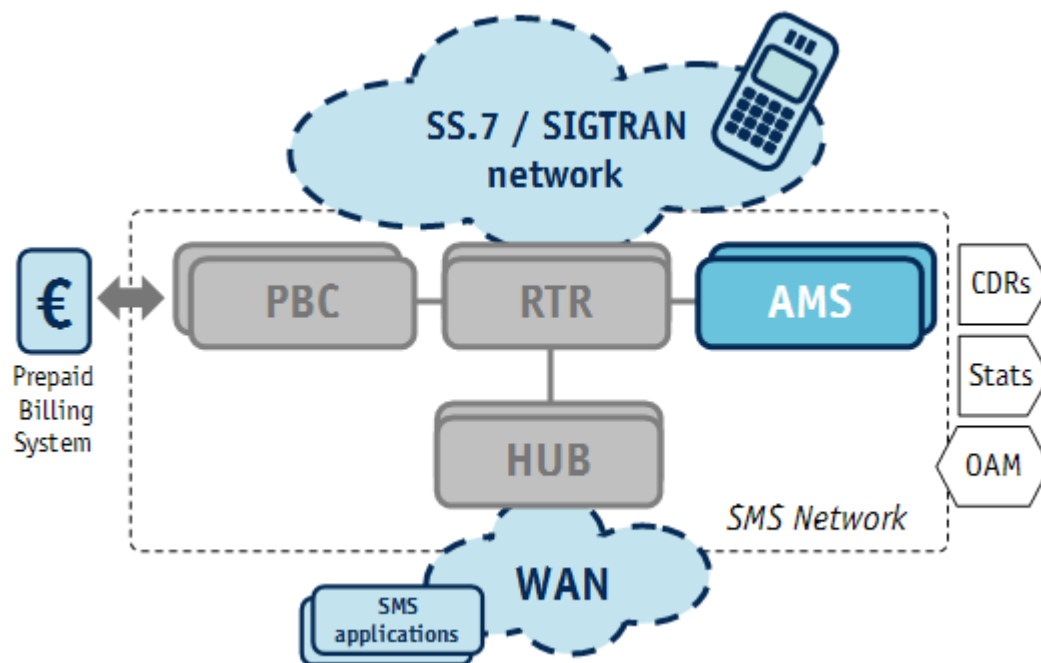 SS.7 / SIGTRAN
network
PBC
RTR
AMS
CDRs
€
Prepaid
Billing
System
Stats
HUB
OAM
SMS Network
WAN
SMS
applications